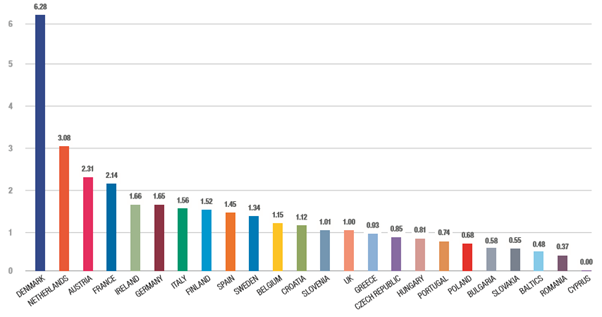 6.28
6
5
4
3.08
3
2.31
2.14
2
1.66
1.65
1.56
1.52
1.45
1.34
1.15
1.12
1.01
1.00
0.93
0.85
0.81
0.74
0.68
0.58
0.55
0.48
0.37
0.00
1
0
DENMARK
NETHERLANDS
AUSTRIA
FRANCE
IRELAND
GERMANY
ITALY
FINLAND
SPAIN
SWEDEN
BELGIUM
CROATIA
SLOVENIA
UK
GREECE
CZECH REPUBLIC
HUNGARY
PORTUGAL
POLAND
BULGARIA
SLOVAKIA
BALTICS
ROMANIA
CYPRUS